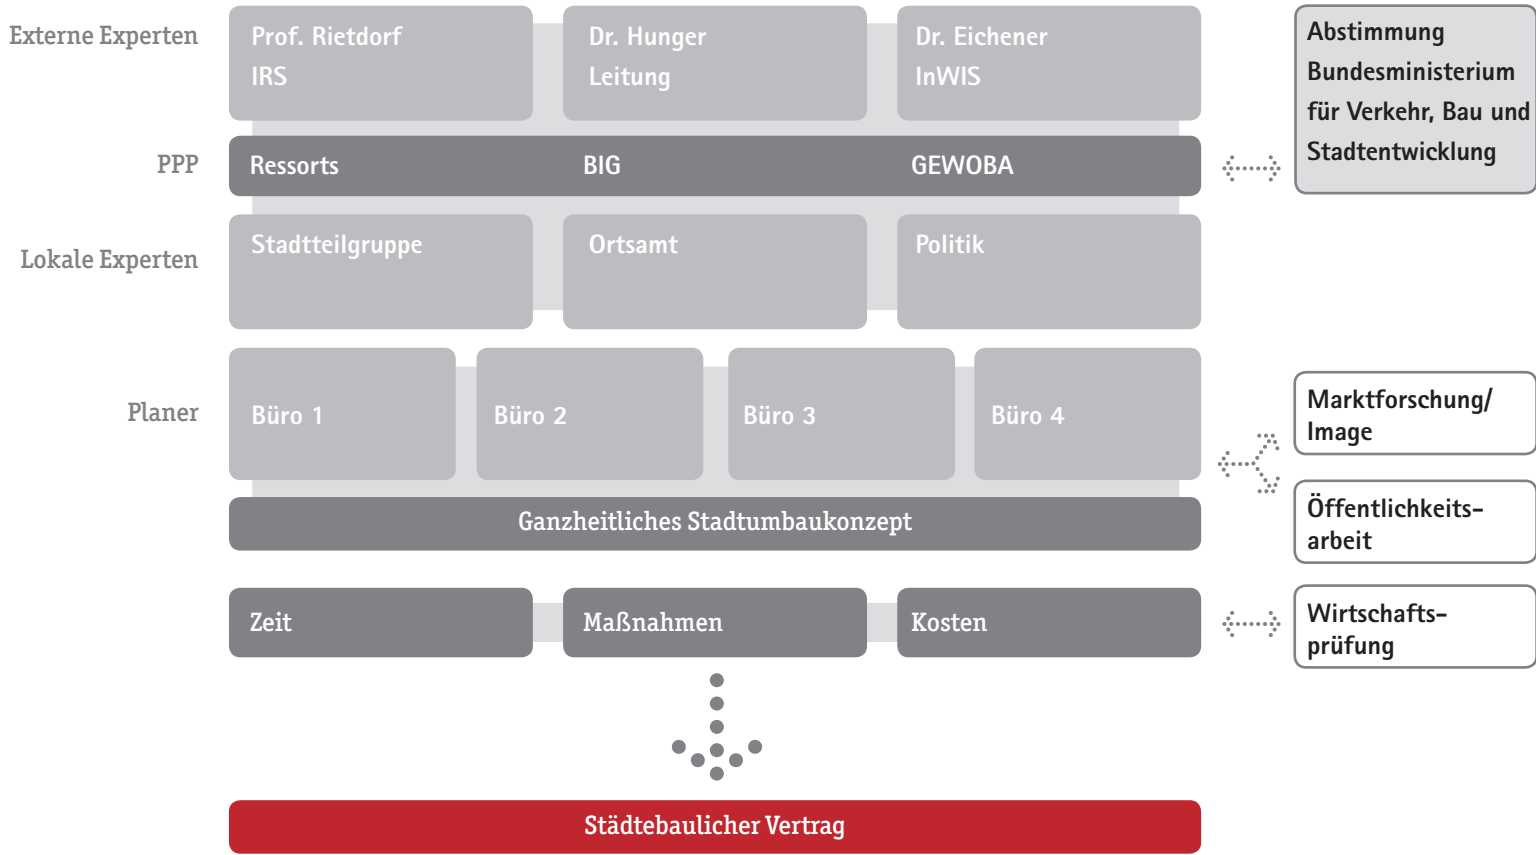 Externe Experten
Prof. Rietdorf
IRS
Dr. Hunger
Leitung
Dr. Eichener
InWIS
Abstimmung
Bundesministerium
für Verkehr, Bau und
Stadtentwicklung
PPP
Ressorts
BIG
GEWOBA
Lokale Experten
Stadtteilgruppe
Ortsamt
Politik
Planer
Büro 1
Büro 2
Büro 3
Büro 4
Marktforschung/
Image
Öffentlichkeits-
arbeit
Ganzheitliches Stadtumbaukonzept
Zeit
Maßnahmen
Kosten
Wirtschafts-
prüfung
Städtebaulicher Vertrag